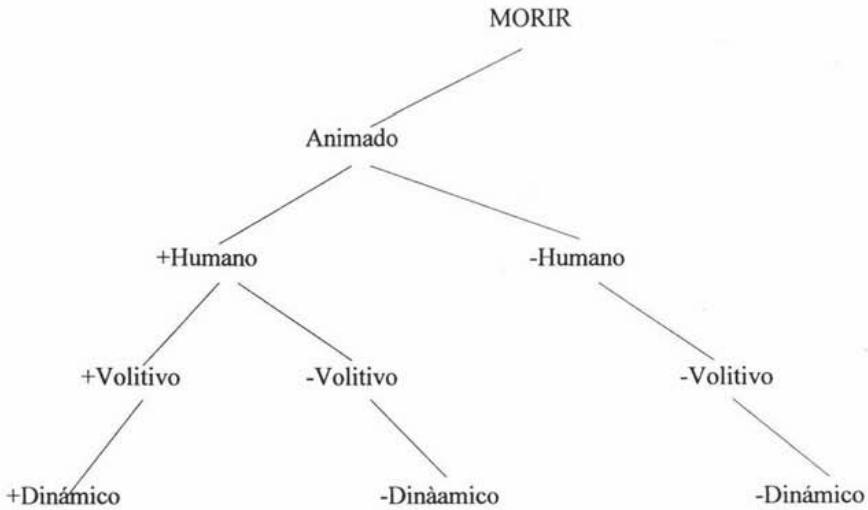 MORIR
Animado
+Humano -Humano
+Volitivo -Volitivo -Volitivo
+Dinámico -Dinàamico -Dinámico